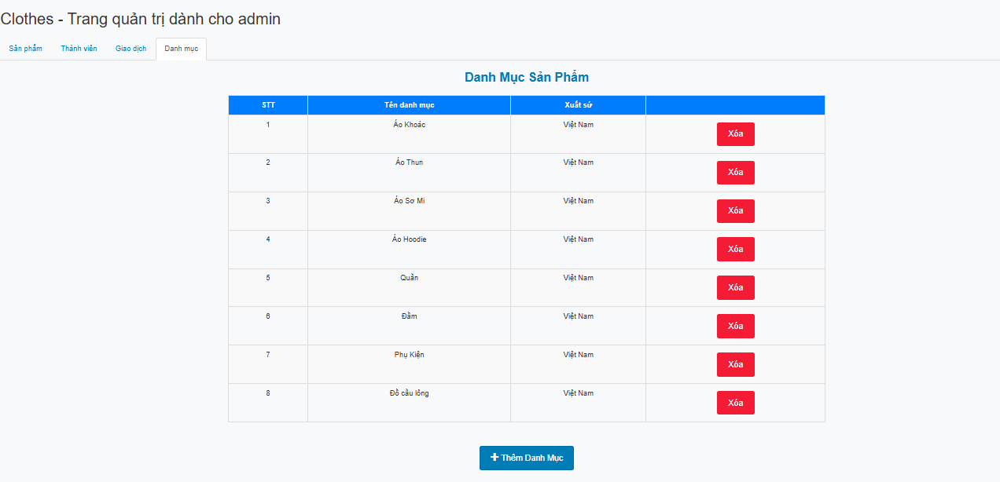 Clothes - Trang quản trị dành cho admin
Sản phẩm Thành viên Giao dịch Danh mục
Danh Mục Sản Phẩm
STT Tên danh mục Xuất sứ
1 Áo Khoác Việt Nam Xóa
2 Áo Thun Việt Nam Xóa
3 Áo Sơ Mi Việt Nam Xóa
4 Áo Hoodie Việt Nam Xóa
5 Quần Việt Nam Xóa
6 Đầm Việt Nam Xóa
7 Phụ Kiện Việt Nam Xóa
8 Đồ cầu lông Việt Nam Xóa
Thêm Danh Mục